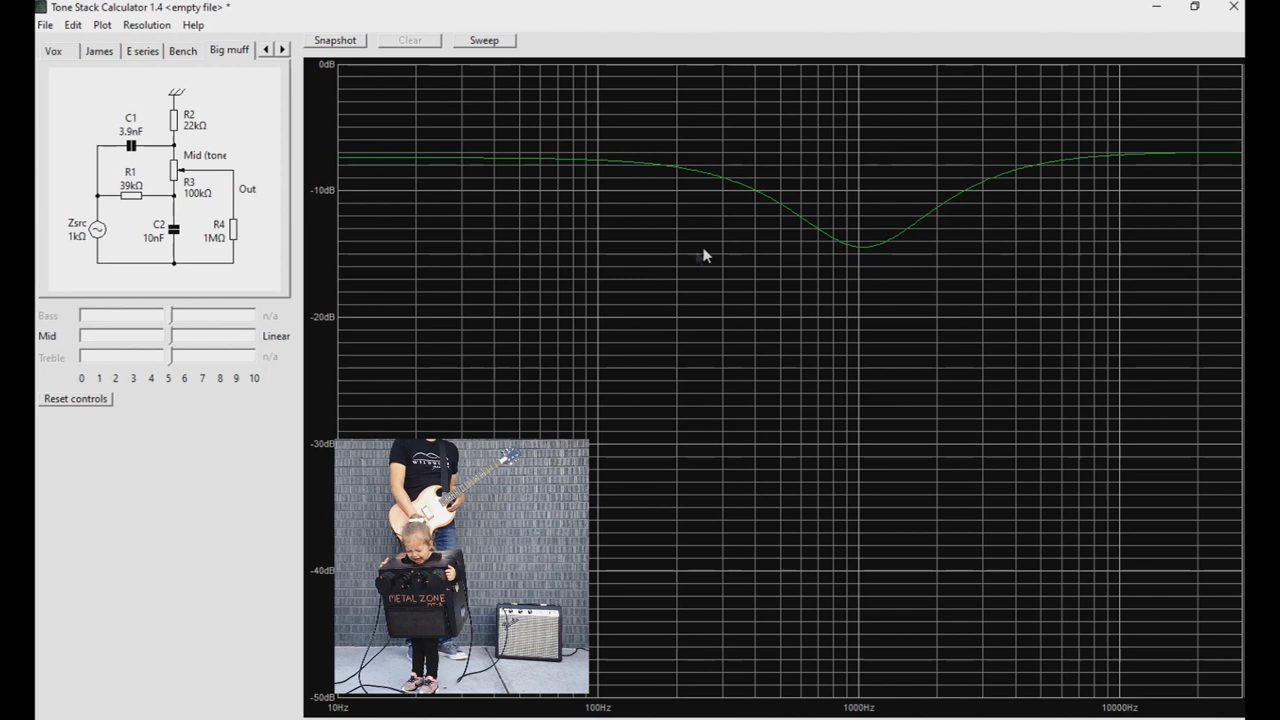 Tone Stack Calculator 1.4 <empty file> *
File Edit Plot Resolution Help
Vox James E series Bench Big muff
Snapshot Clear Sweep
C1
3.9nF
R2
22kΩ
Mid (tone
R1
39kΩ
R3
100kΩ
Out
Zsrc
1kΩ
C2
10nF
R4
1MΩ
Bass n/a
Mid Linear
Treble n/a
0 1 2 3 4 5 6 7 8 9 10
Reset controls
0dB
-10dB
-20dB
-30dB
-40dB
-50dB
10Hz 100Hz 1000Hz 10000Hz
METAL ZONE